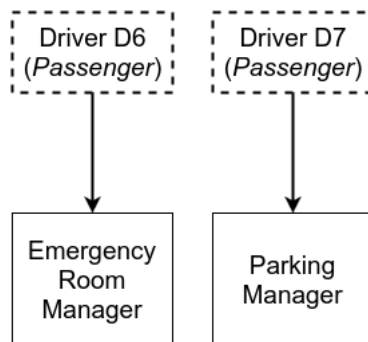 Driver D6
(Passenger)
Driver D7
(Passenger)
Emergency
Room
Manager
Parking
Manager